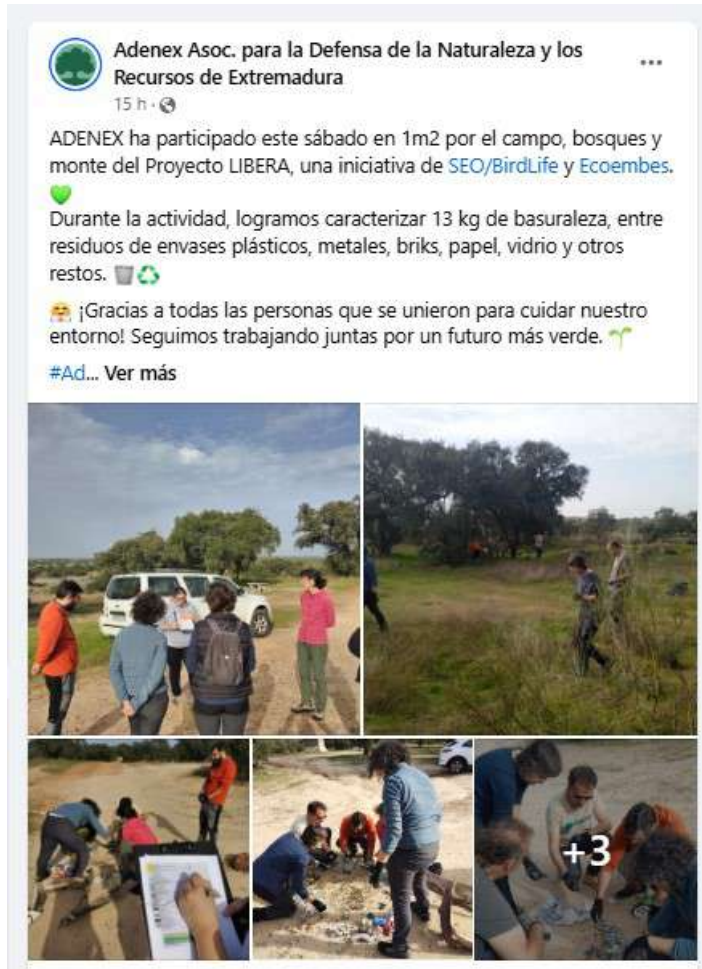 Adenex Asoc. para la Defensa de la Naturaleza y los
Recursos de Extremadura
15 h ·
ADENEX ha participado este sábado en 1m2 por el campo, bosques y
monte del Proyecto LIBERA, una iniciativa de SEO/BirdLife y Ecoembes.
💚
Durante la actividad, logramos caracterizar 13 kg de basuraleza, entre
residuos de envases plásticos, metales, briks, papel, vidrio y otros
restos. 🗑️♻️
🤗 ¡Gracias a todas las personas que se unieron para cuidar nuestro
entorno! Seguimos trabajando juntas por un futuro más verde. 🌱
#Ad... Ver más
+3